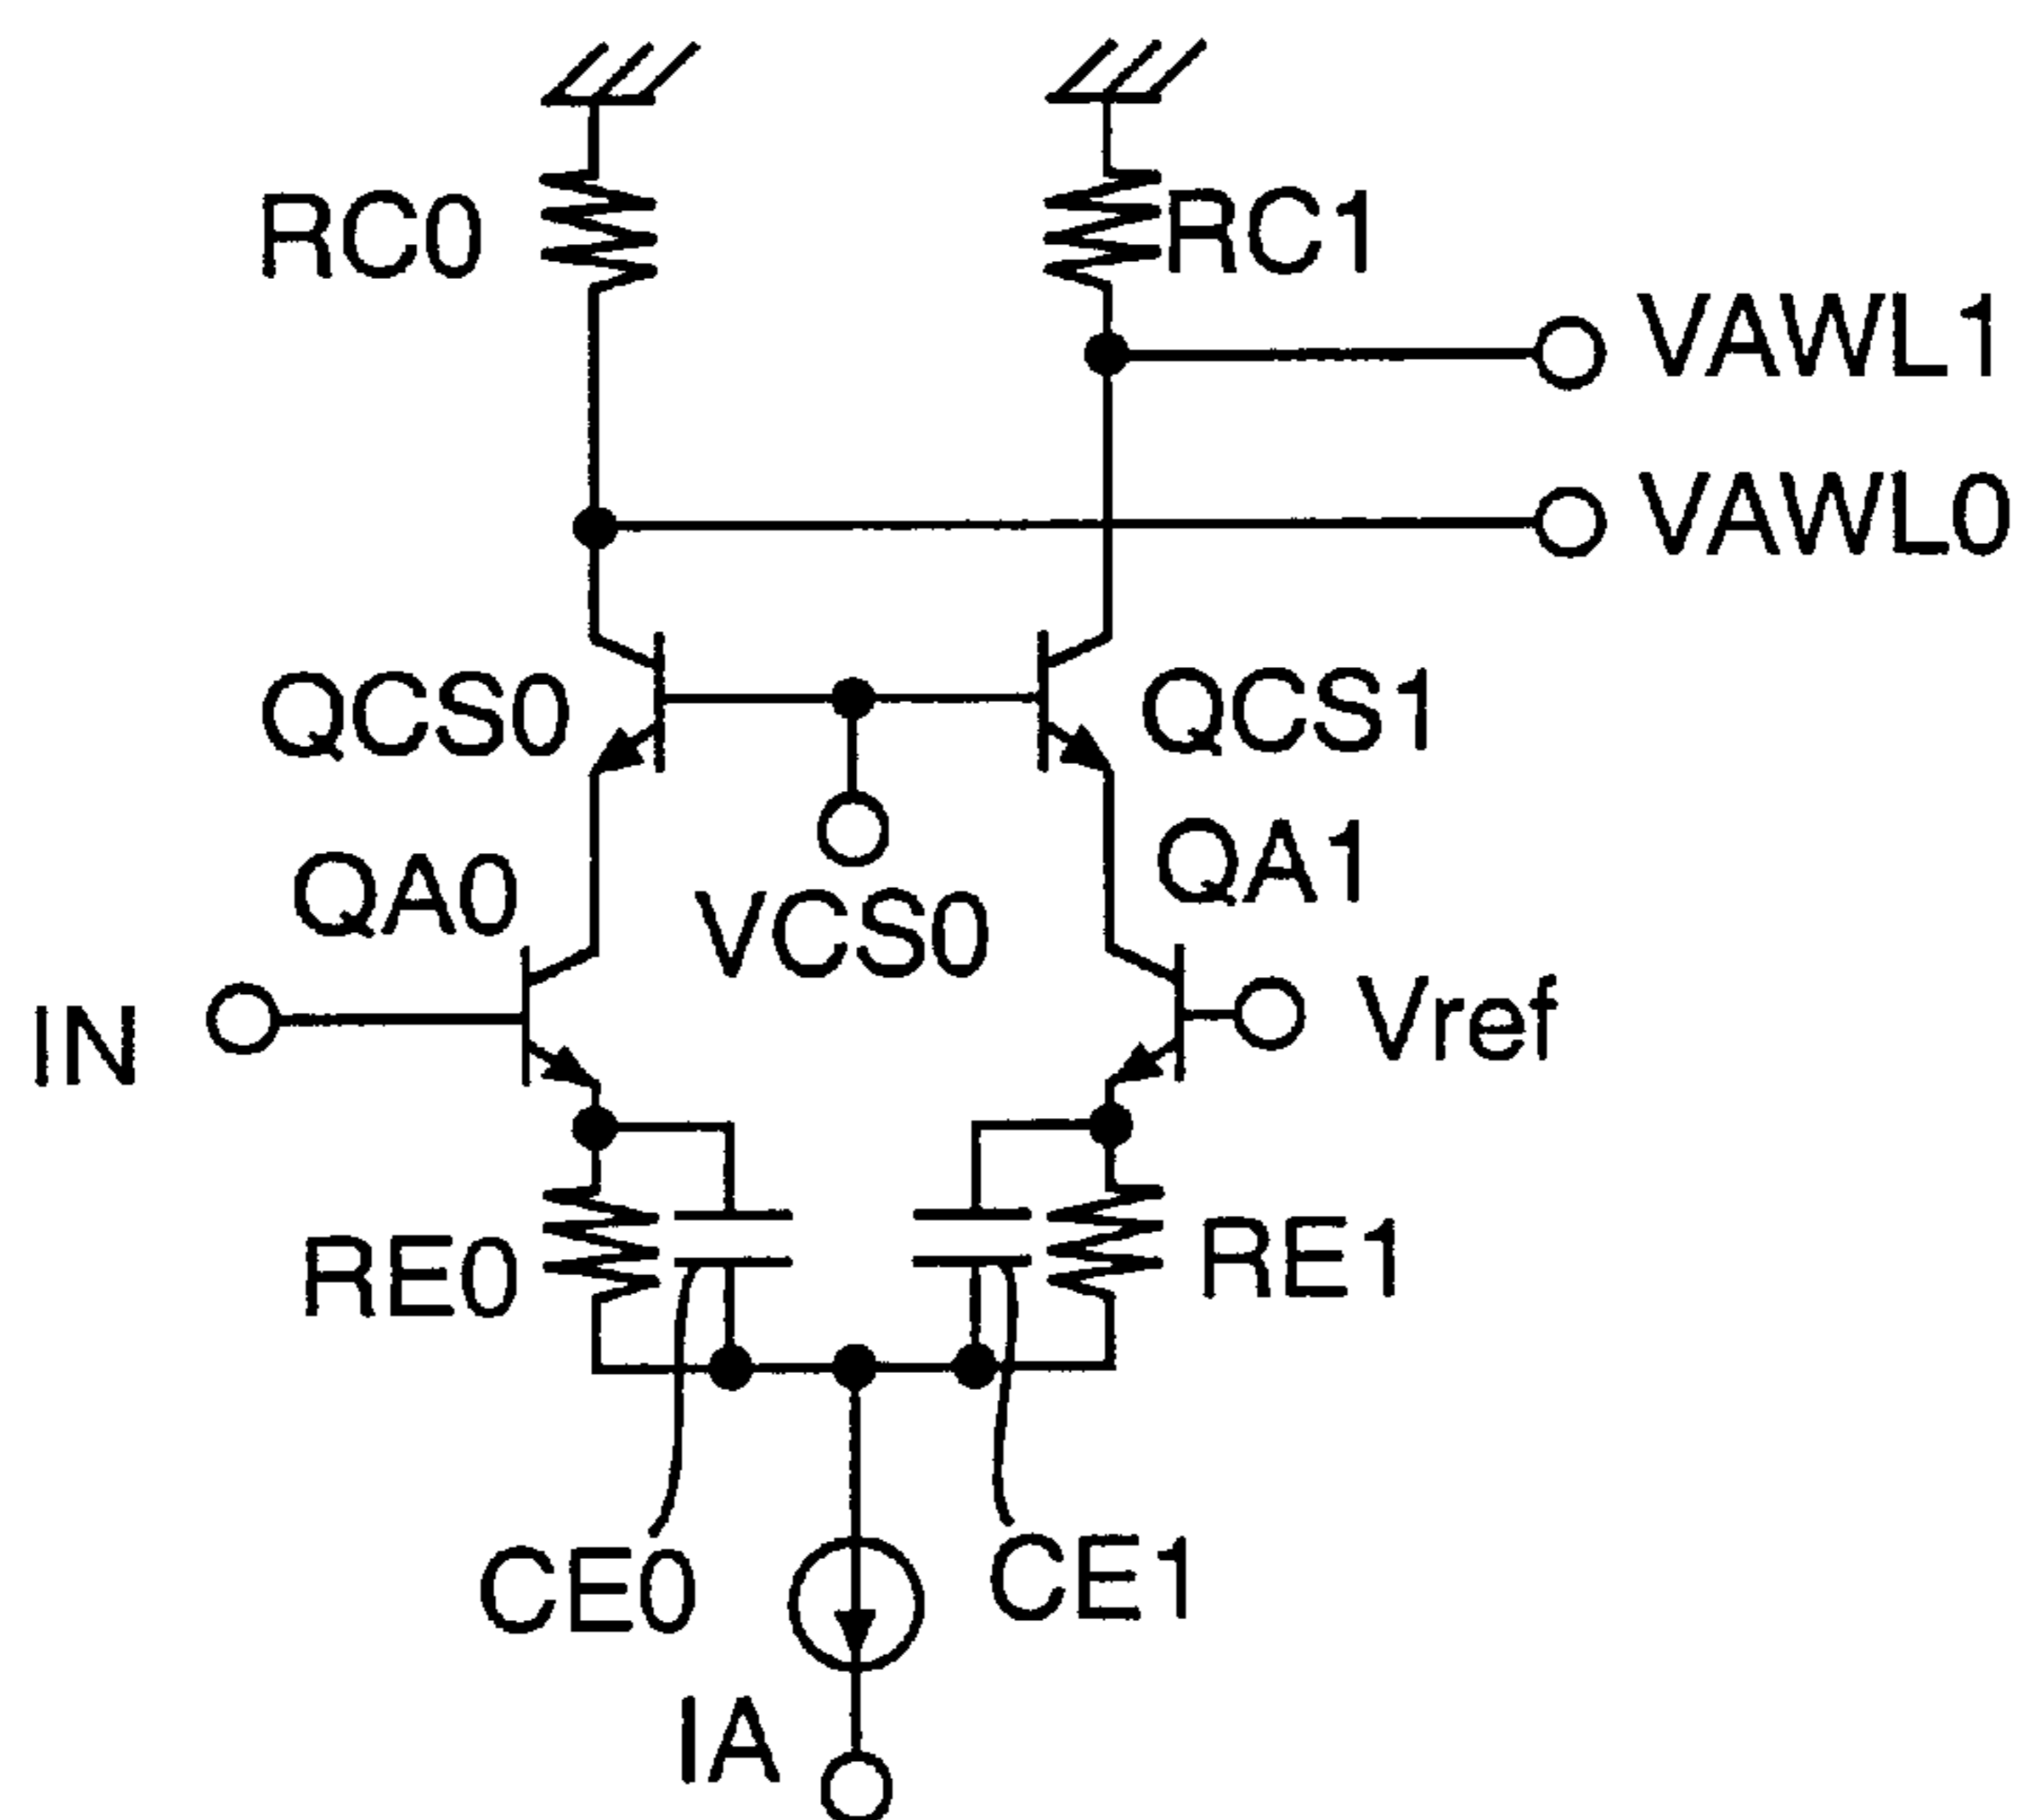 RC0
RC1
VAWL1
VAWL0
QCS0
QCS1
QA0
QA1
VCS0
IN
Vref
RE0
RE1
CE0
CE1
IA